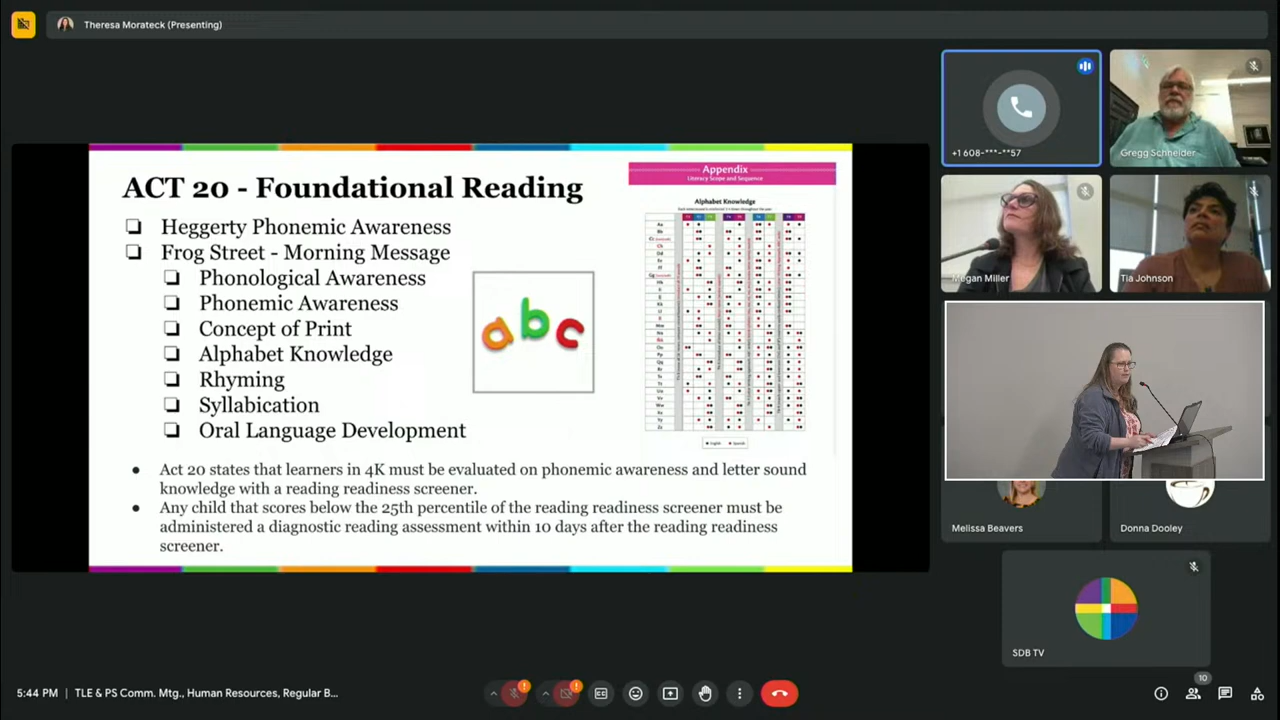 Theresa Morateck (Presenting)
ACT 20 - Foundational Reading
Heggerty Phonemic Awareness
Frog Street - Morning Message
Phonological Awareness
Phonemic Awareness
Concept of Print
Alphabet Knowledge
Rhyming
Syllabication
Oral Language Development
abc
Appendix
Literacy Scope and Sequence
Alphabet Knowledge
Act 20 states that learners in 4K must be evaluated on phonemic awareness and letter sound
knowledge with a reading readiness screener.
Any child that scores below the 25th percentile of the reading readiness screener must be
administered a diagnostic reading assessment within 10 days after the reading readiness
screener.
+1 608-***-**57
Gregg Schneider
Megan Miller
Tia Johnson
Melissa Beavers
Donna Dooley
SDB TV
5:44 PM | TLE & PS Comm. Mtg., Human Resources, Regular B...
10